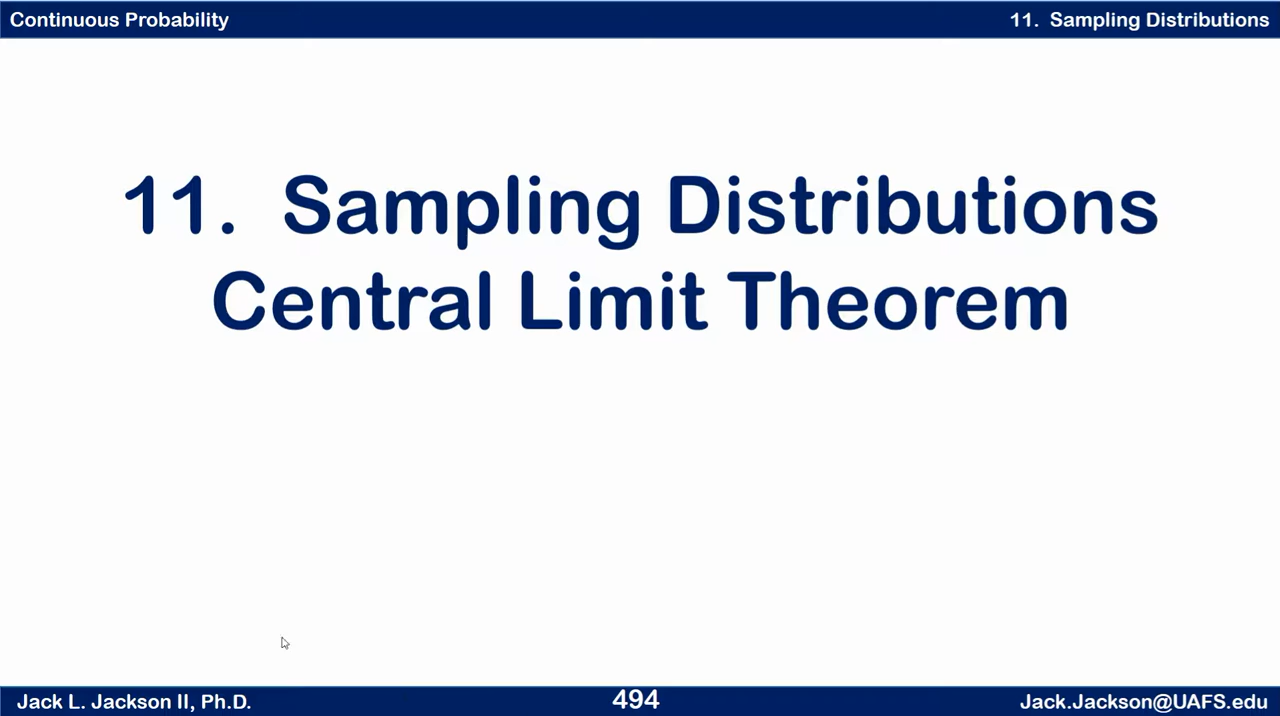 Continuous Probability
11. Sampling Distributions
11. Sampling Distributions
Central Limit Theorem
Jack L. Jackson II, Ph.D.
494
Jack.Jackson@UAFS.edu